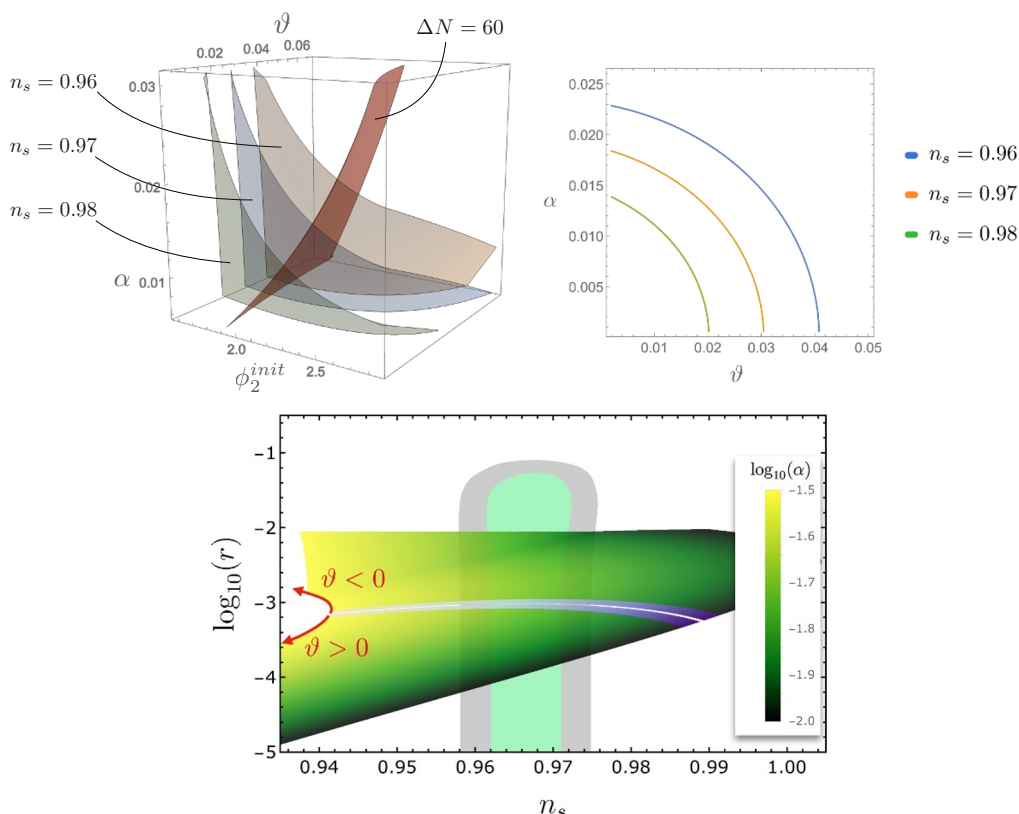 ϑ
ΔN = 60
0.02 0.04 0.06
n_s = 0.96
n_s = 0.97
n_s = 0.98
0.03
0.02
α 0.01
2.0
2.5
ϕ_2^{init}
0.025
0.020
0.015
α
0.010
0.005
0.01 0.02 0.03 0.04 0.05
ϑ
n_s = 0.96
n_s = 0.97
n_s = 0.98
log₁₀(r)
−1
−2
−3
−4
−5
ϑ < 0
ϑ > 0
0.94 0.95 0.96 0.97 0.98 0.99 1.00
n_s
log₁₀(α)
−1.5
−1.6
−1.7
−1.8
−1.9
−2.0